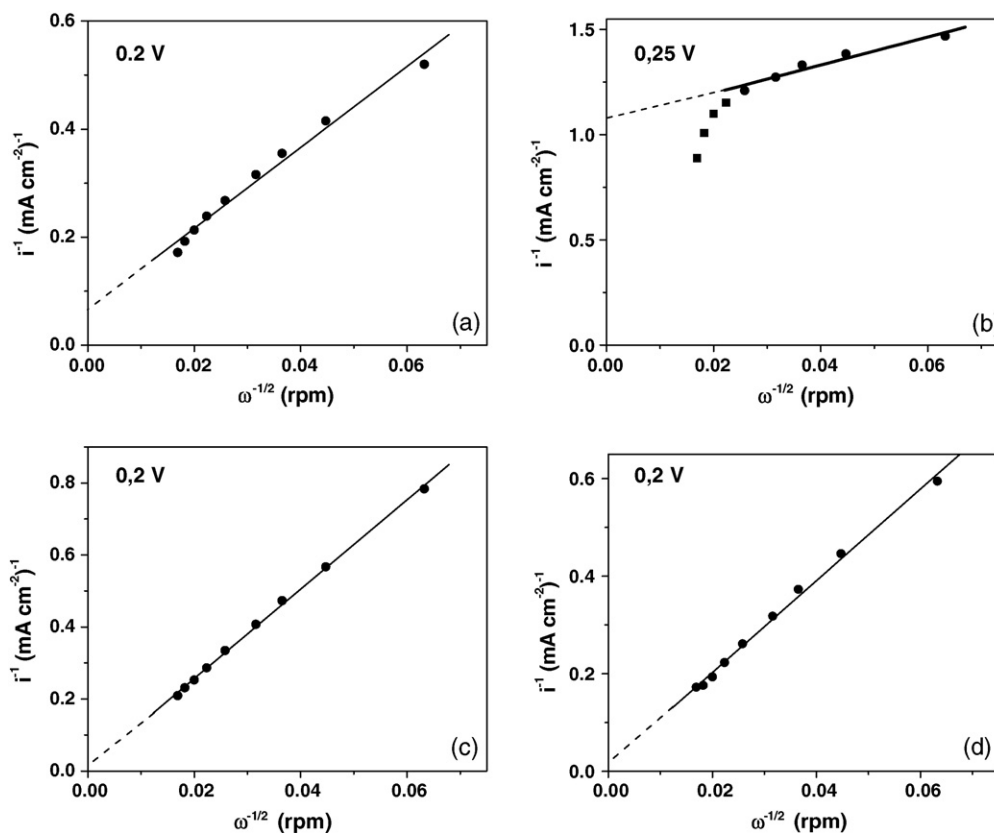 0.2 V
0.6
0.4
0.2
0.0
i⁻¹ (mA cm⁻²)⁻¹
(a)
0.00 0.02 0.04 0.06
ω⁻¹/² (rpm)
0,25 V
1.5
1.0
0.5
0.0
i⁻¹ (mA cm⁻²)⁻¹
(b
0.00 0.02 0.04 0.06
ω⁻¹/² (rpm)
0,2 V
0.8
0.6
0.4
0.2
0.0
i⁻¹ (mA cm⁻²)⁻¹
(c)
0.00 0.02 0.04 0.06
ω⁻¹/² (rpm)
0,2 V
0.6
0.4
0.2
0.0
i⁻¹ (mA cm⁻²)⁻¹
(d)
0.00 0.02 0.04 0.06
ω⁻¹/² (rpm)